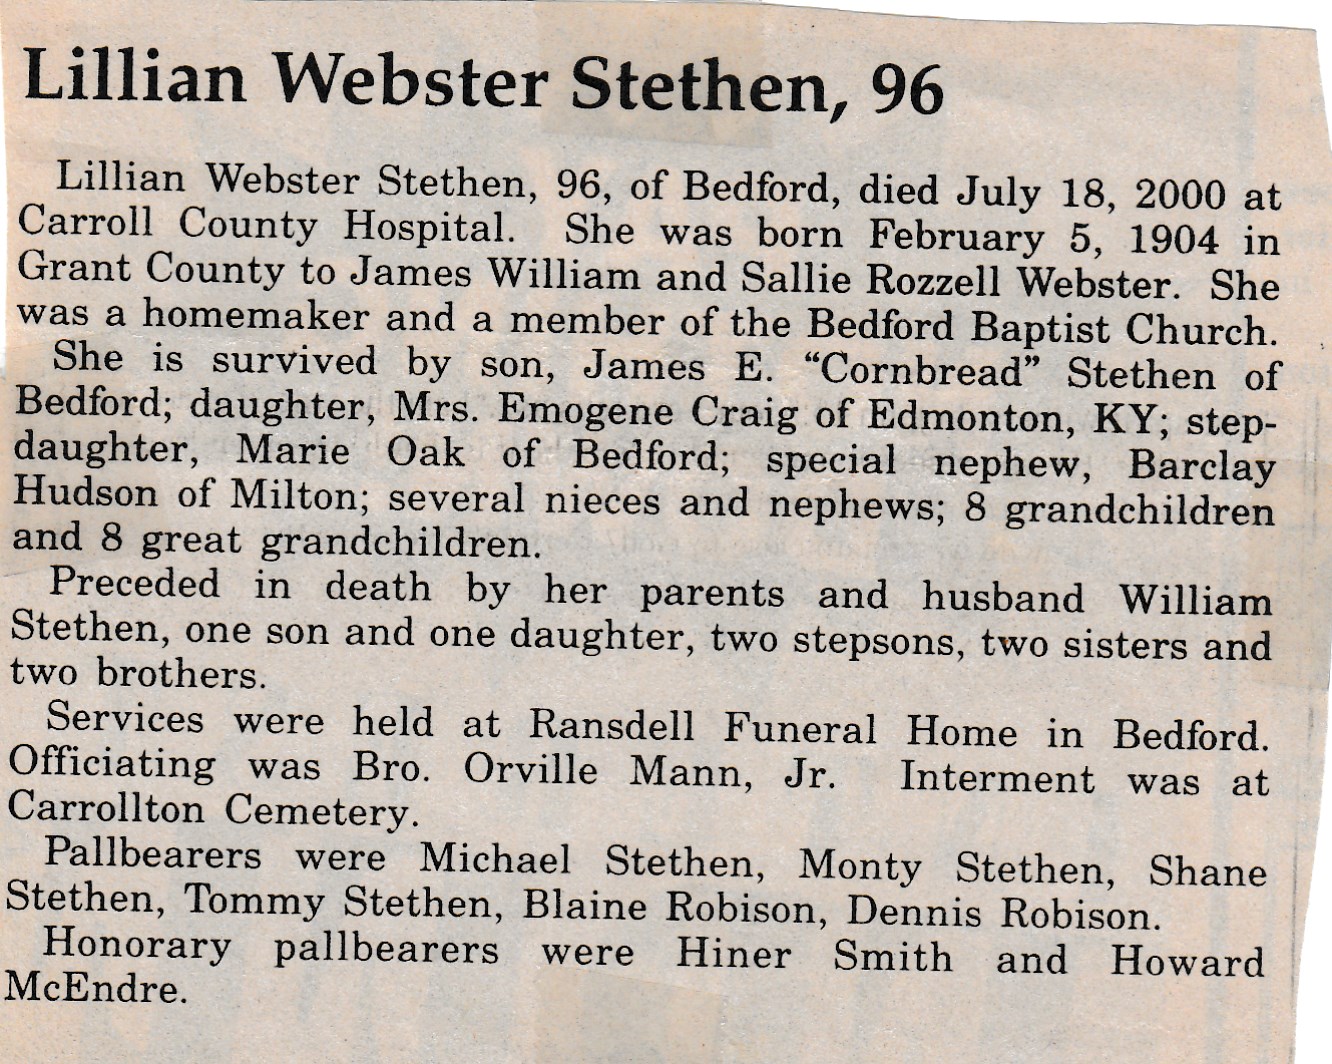 Lillian Webster Stethen, 96
Lillian Webster Stethen, 96, of Bedford, died July 18, 2000 at
Carroll County Hospital. She was born February 5, 1904 in
Grant County to James William and Sallie Rozzell Webster. She
was a homemaker and a member of the Bedford Baptist Church.
She is survived by son, James E. “Cornbread” Stethen of
Bedford; daughter, Mrs. Emogene Craig of Edmonton, KY; step-
daughter, Marie Oak of Bedford; special nephew, Barclay
Hudson of Milton; several nieces and nephews; 8 grandchildren
and 8 great grandchildren.
Preceded in death by her parents and husband William
Stethen, one son and one daughter, two stepsons, two sisters and
two brothers.
Services were held at Ransdell Funeral Home in Bedford.
Officiating was Bro. Orville Mann, Jr. Interment was at
Carrollton Cemetery.
Pallbearers were Michael Stethen, Monty Stethen, Shane
Stethen, Tommy Stethen, Blaine Robison, Dennis Robison.
Honorary pallbearers were Hiner Smith and Howard
McEndre.